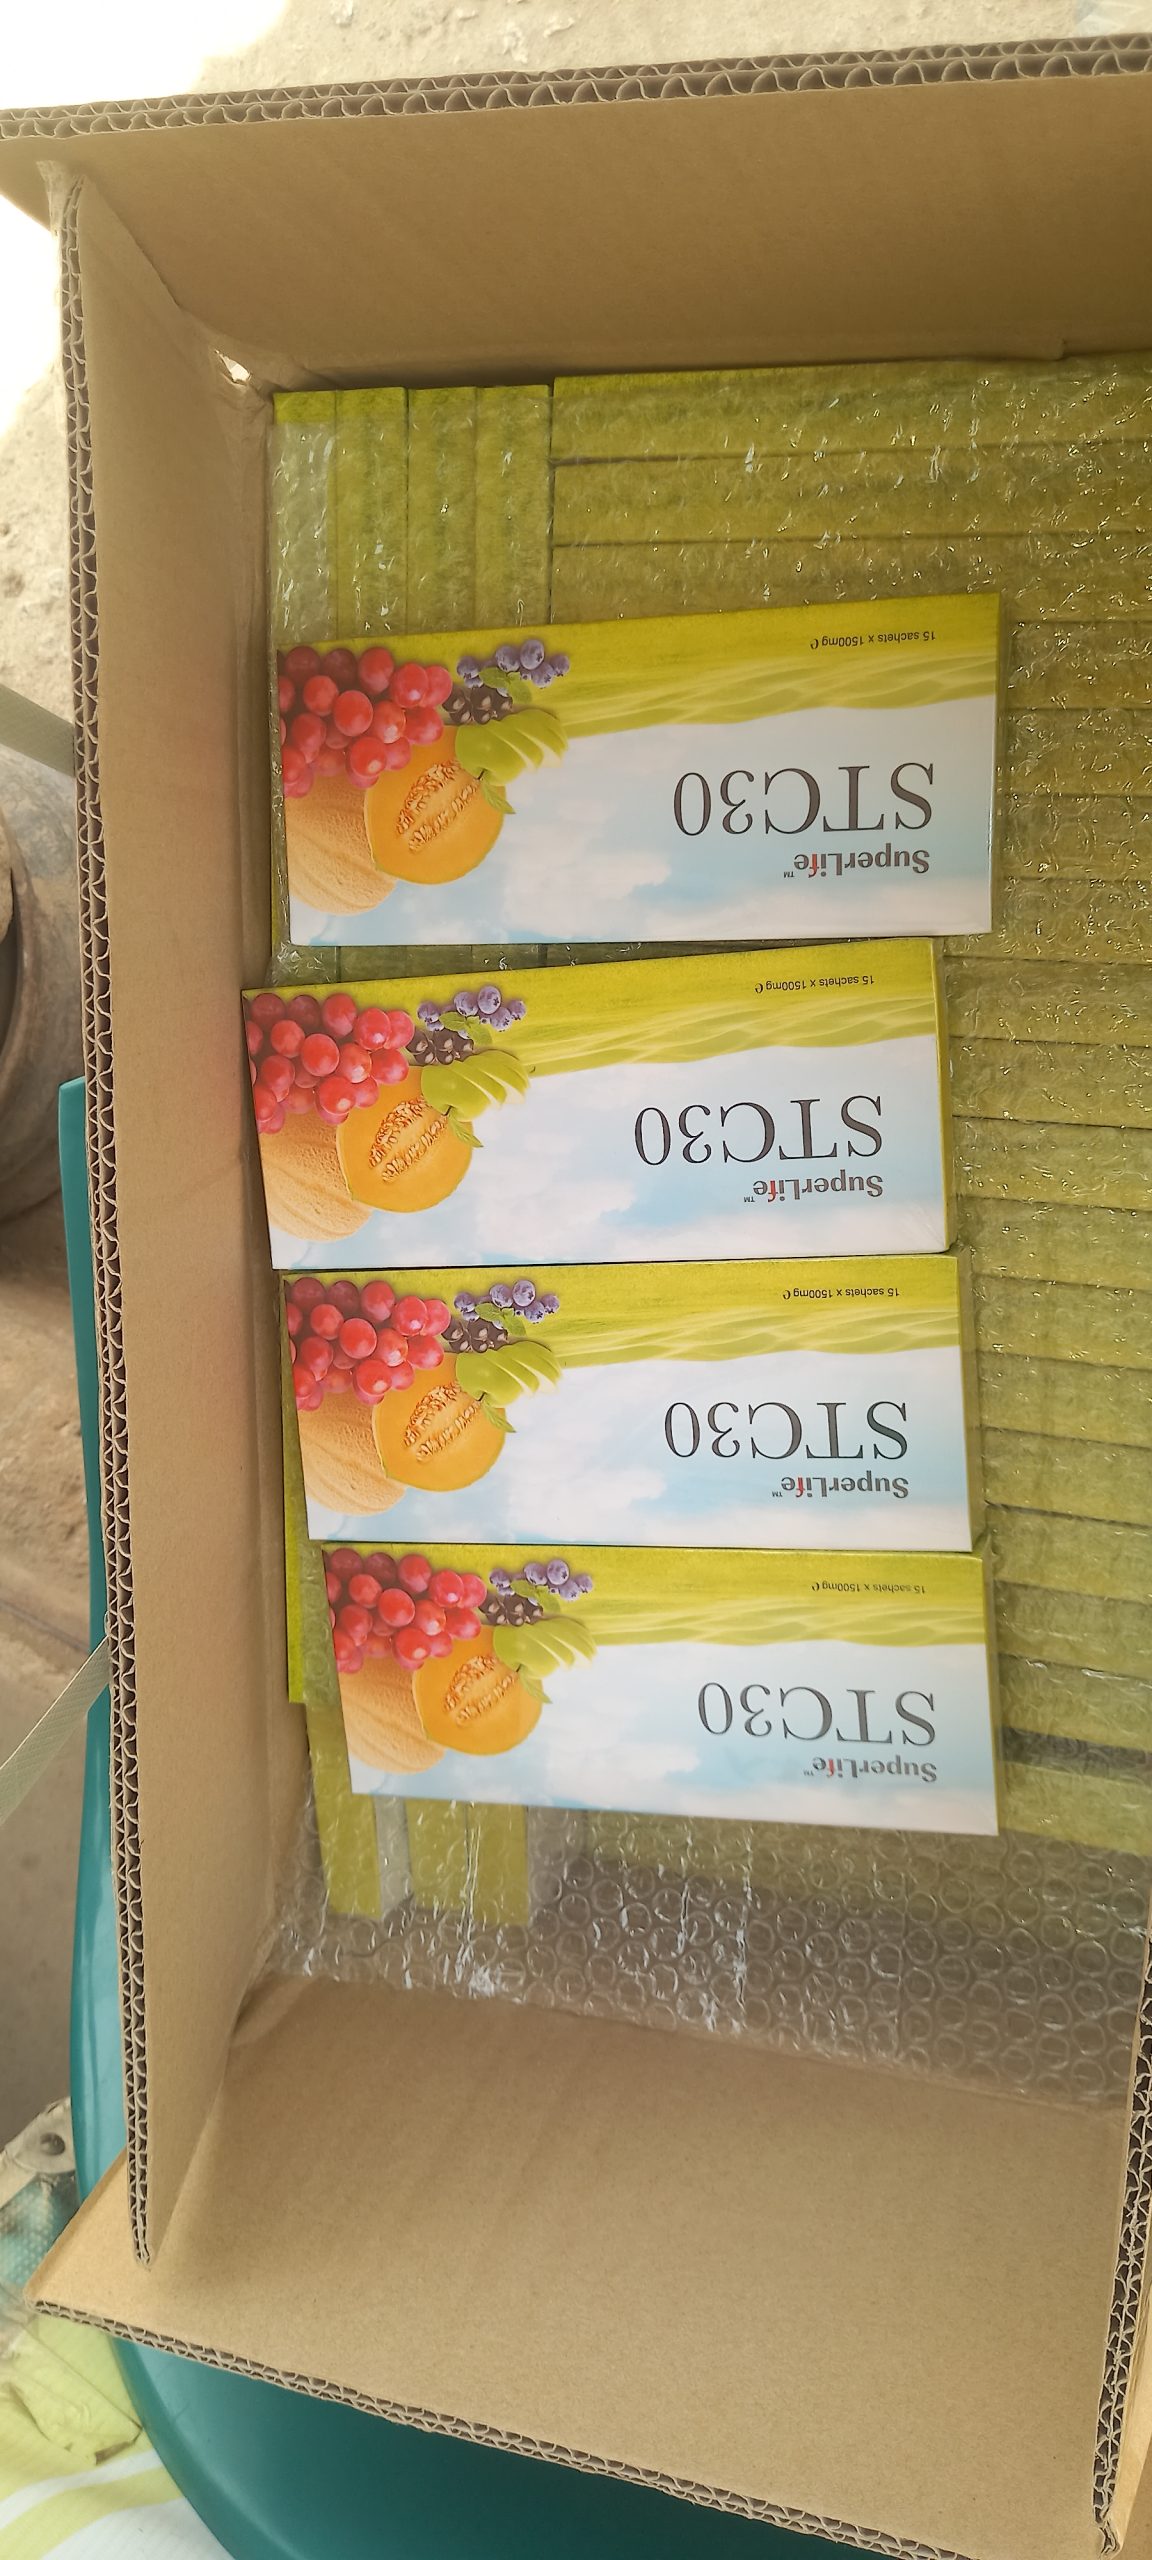 SuperLife™
STC30
15 sachets x 1500mg ℮
SuperLife™
STC30
15 sachets x 1500mg ℮
SuperLife™
STC30
15 sachets x 1500mg ℮
SuperLife™
STC30
15 sachets x 1500mg ℮